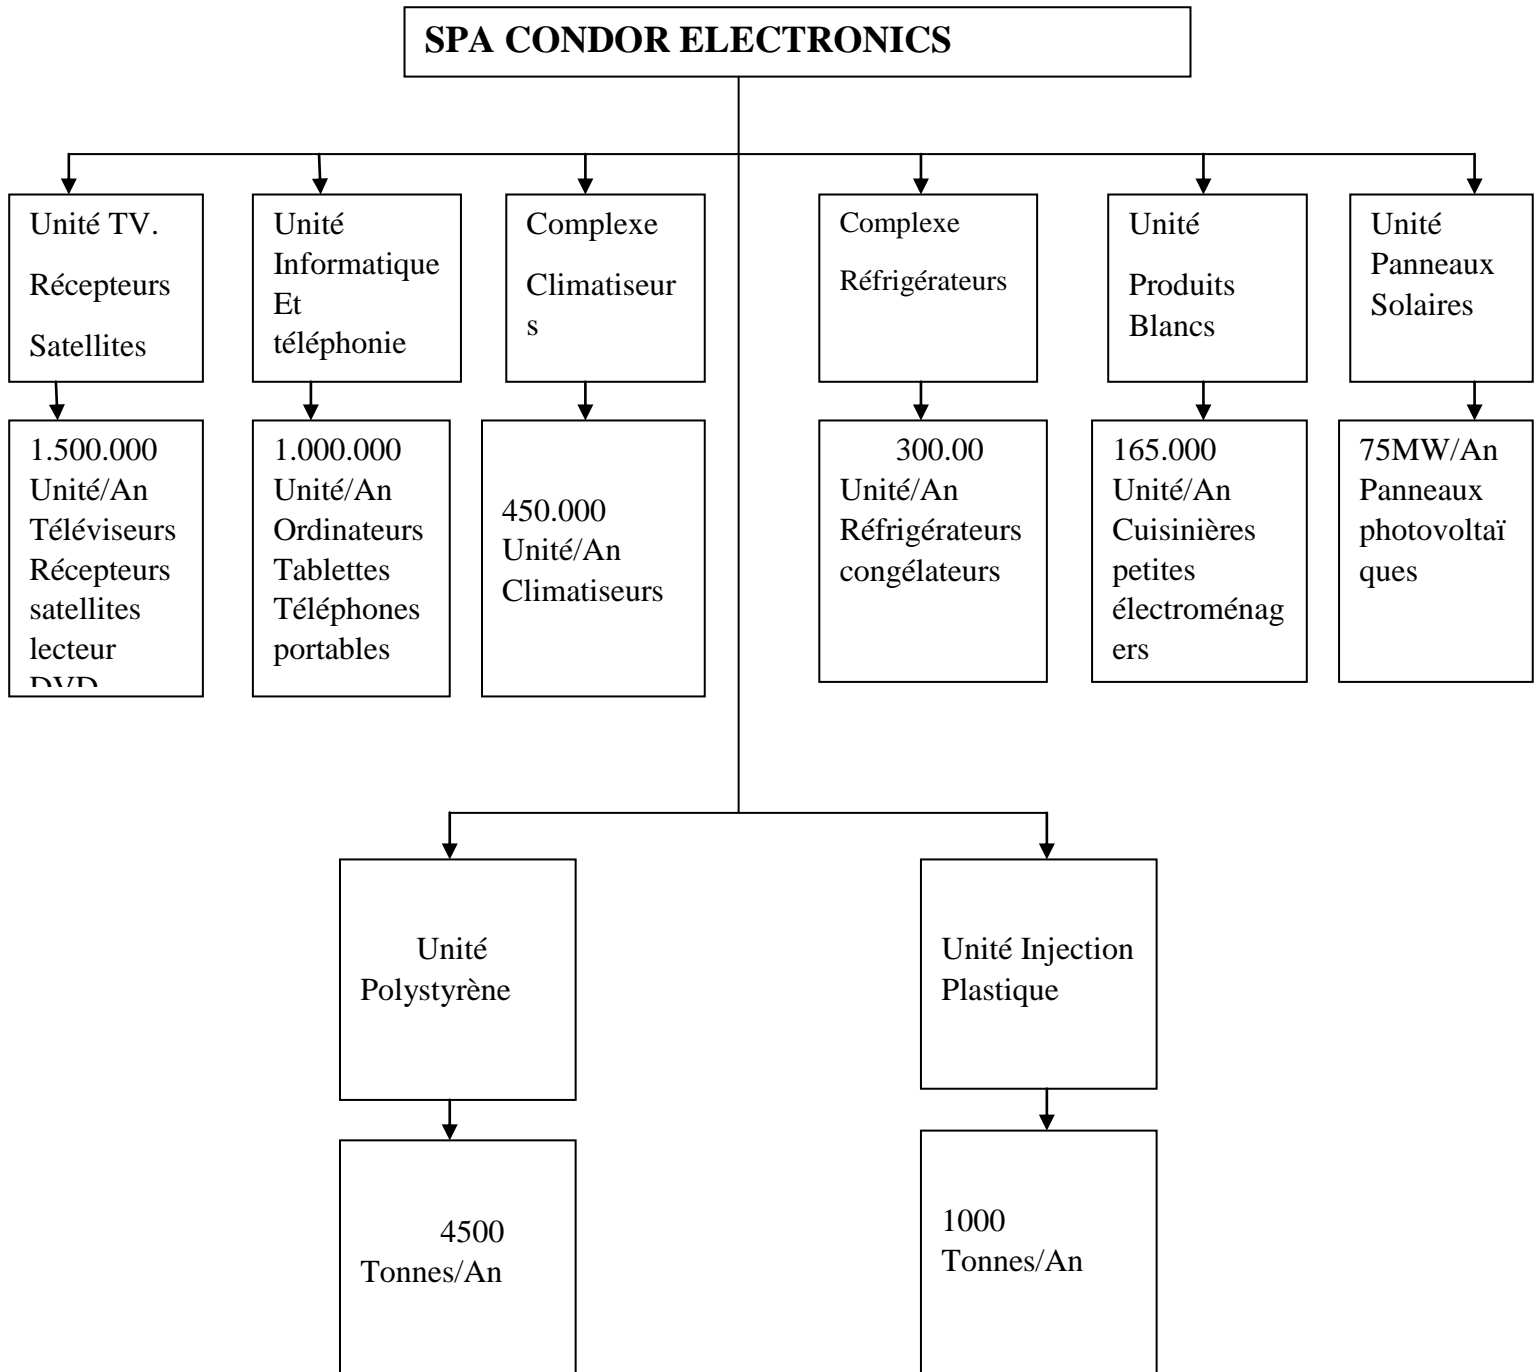 SPA CONDOR ELECTRONICS
Unité TV.
Récepteurs
Satellites
Unité
Informatique
Et
téléphonie
Complexe
Climatiseur
s
Complexe
Réfrigérateurs
Unité
Produits
Blancs
Unité
Panneaux
Solaires
1.500.000
Unité/An
Téléviseurs
Récepteurs
satellites
lecteur
DVD
1.000.000
Unité/An
Ordinateurs
Tablettes
Téléphones
portables
450.000
Unité/An
Climatiseurs
300.00
Unité/An
Réfrigérateurs
congélateurs
165.000
Unité/An
Cuisinières
petites
électroménag
ers
75MW/An
Panneaux
photovoltaï
ques
Unité
Polystyrène
Unité Injection
Plastique
4500
Tonnes/An
1000
Tonnes/An